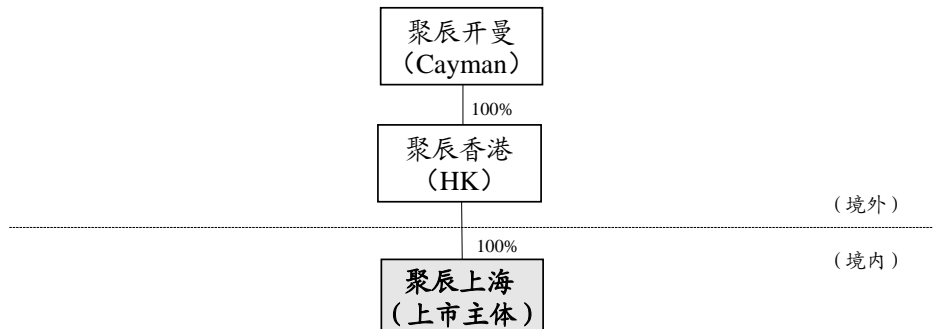 聚辰开曼
（Cayman）
100%
聚辰香港
（HK）
（境外）
100%
（境内）
聚辰上海
（上市主体）